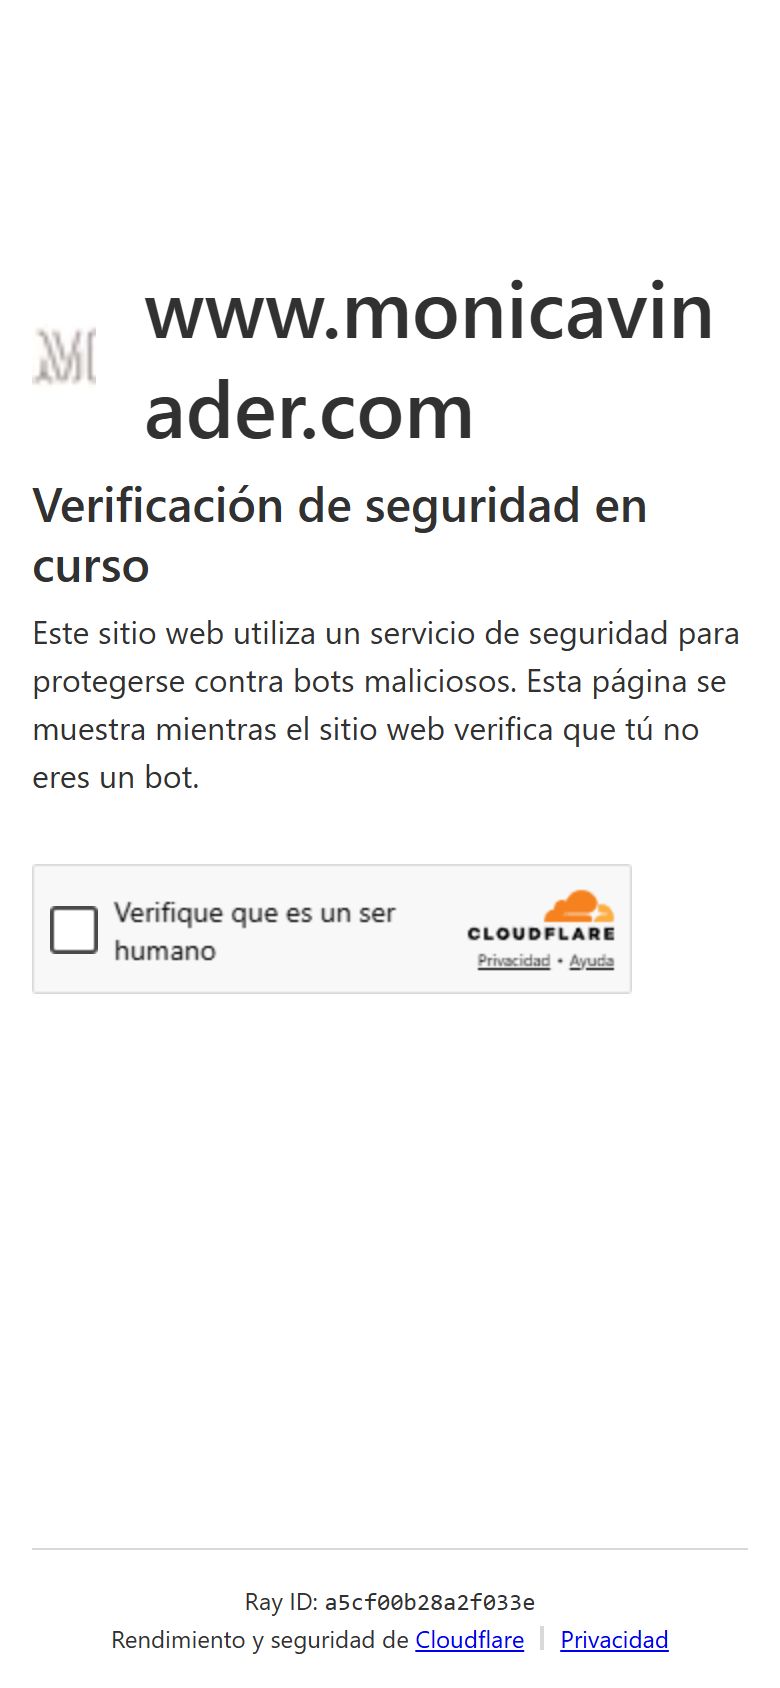 www.monicavin
ader.com
Verificación de seguridad en
curso
Este sitio web utiliza un servicio de seguridad para
protegerse contra bots maliciosos. Esta página se
muestra mientras el sitio web verifica que tú no
eres un bot.
Verifique que es un ser
humano
CLOUDFLARE
Privacidad • Ayuda
Ray ID: a5cf00b28a2f033e
Rendimiento y seguridad de Cloudflare | Privacidad